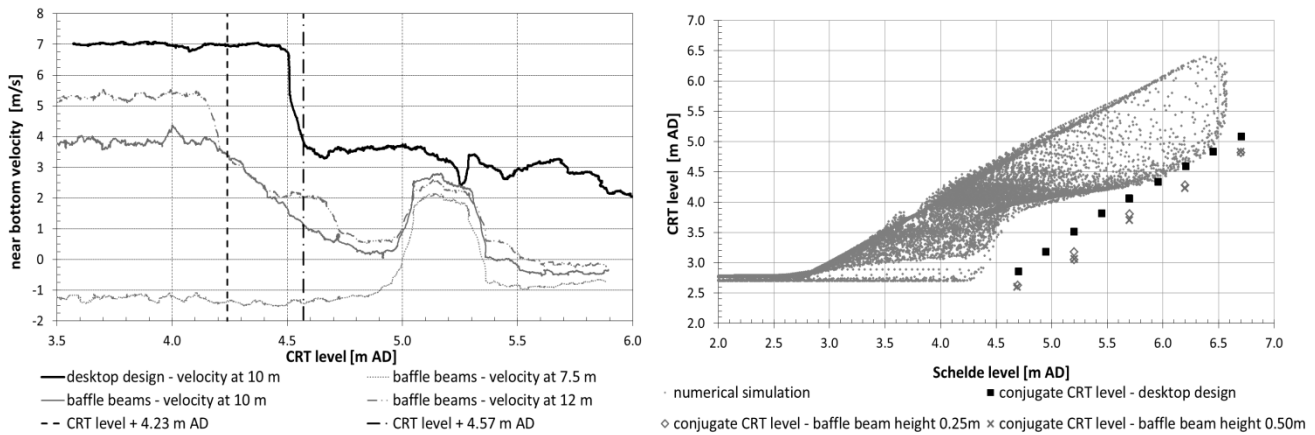 near bottom velocity [m/s]
7
6
5
4
3
2
1
0
-1
-2
3.5 4.0 4.5 5.0 5.5 6.0
CRT level [m AD]
desktop design - velocity at 10 m
baffle beams - velocity at 7.5 m
baffle beams - velocity at 10 m
baffle beams - velocity at 12 m
CRT level + 4.23 m AD
CRT level + 4.57 m AD
CRT level [m AD]
7.0
6.5
6.0
5.5
5.0
4.5
4.0
3.5
3.0
2.5
2.0
2.0 2.5 3.0 3.5 4.0 4.5 5.0 5.5 6.0 6.5 7.0
Schelde level [m AD]
numerical simulation
conjugate CRT level - desktop design
conjugate CRT level - baffle beam height 0.25m
conjugate CRT level - baffle beam height 0.50m